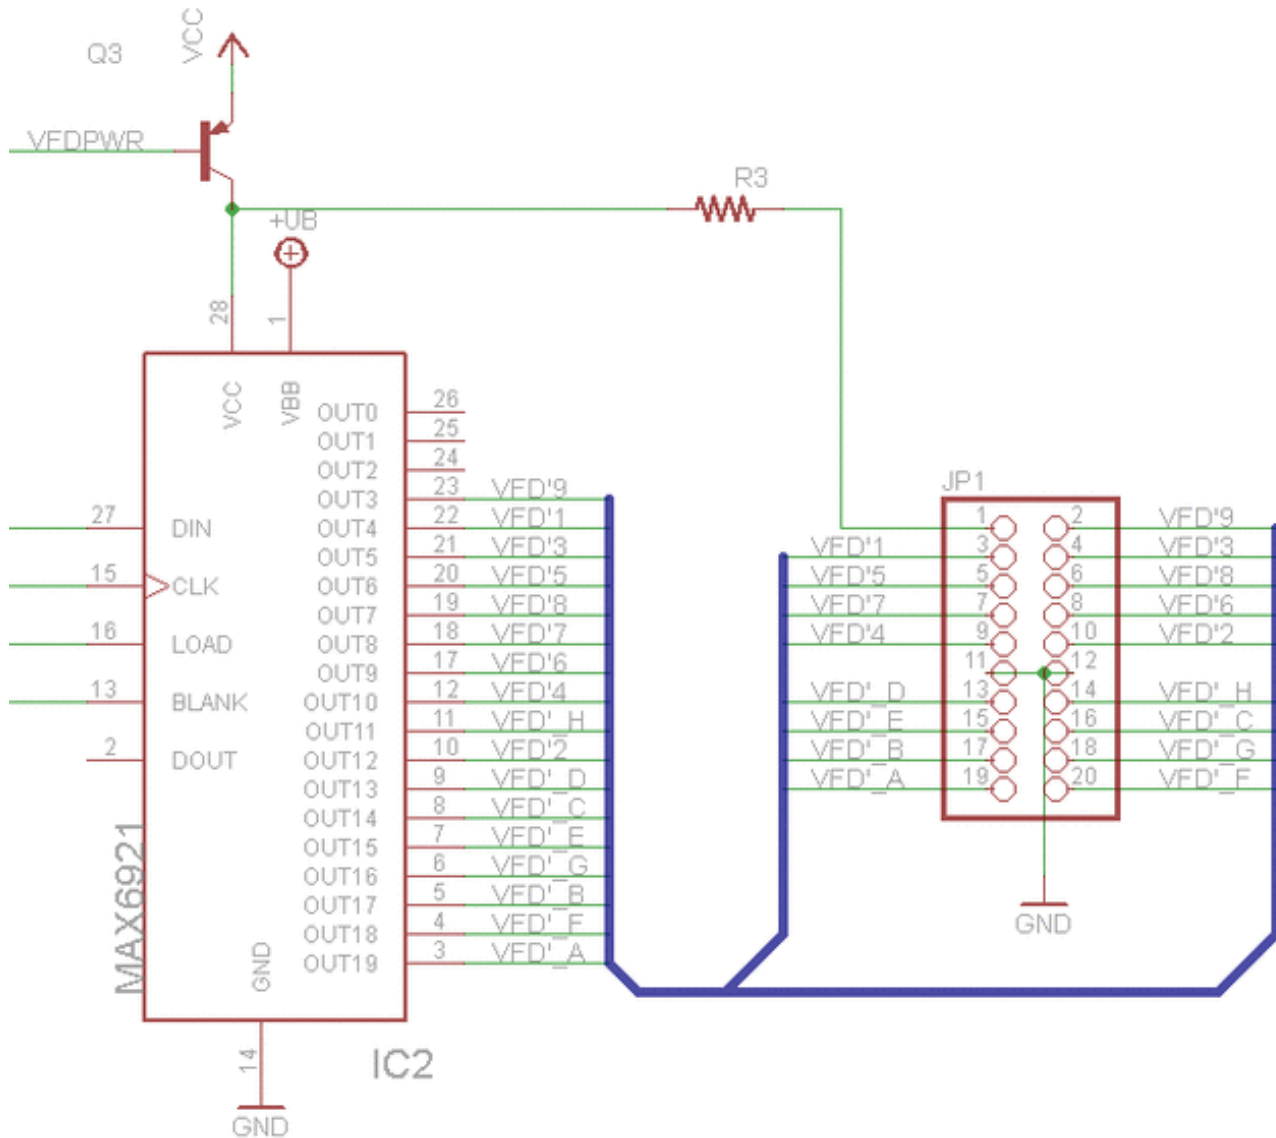 VCC
Q3
VFDPWR
R3
+UB
28
1
VCC
VBB
OUT0 26
OUT1 25
OUT2 24
OUT3 23 VFD'9
27 DIN OUT4 22 VFD'1
OUT5 21 VFD'3
15 CLK OUT6 20 VFD'5
OUT7 19 VFD'8
16 LOAD OUT8 18 VFD'7
OUT9 17 VFD'6
13 BLANK OUT10 12 VFD'4
OUT11 11 VFD'_H
2 DOUT OUT12 10 VFD'2
OUT13 9 VFD'_D
OUT14 8 VFD'_C
OUT15 7 VFD'_E
OUT16 6 VFD'_G
OUT17 5 VFD'_B
OUT18 4 VFD'_F
OUT19 3 VFD'_A
MAX6921
GND
14
IC2
GND
JP1
1 2 VFD'9
VFD'1 3 4 VFD'3
VFD'5 5 6 VFD'8
VFD'7 7 8 VFD'6
VFD'4 9 10 VFD'2
11 12
VFD'_D 13 14 VFD'_H
VFD'_E 15 16 VFD'_C
VFD'_B 17 18 VFD'_G
VFD'_A 19 20 VFD'_F
GND